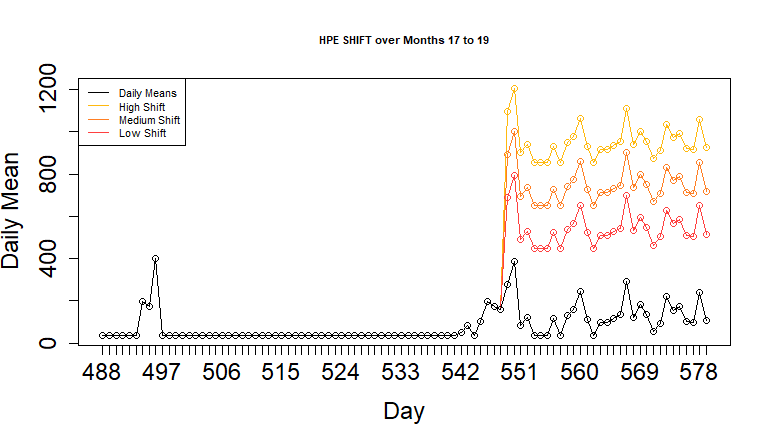 HPE SHIFT over Months 17 to 19
Daily Means
High Shift
Medium Shift
Low Shift
Daily Mean
1200
800
400
0
488 497 506 515 524 533 542 551 560 569 578
Day